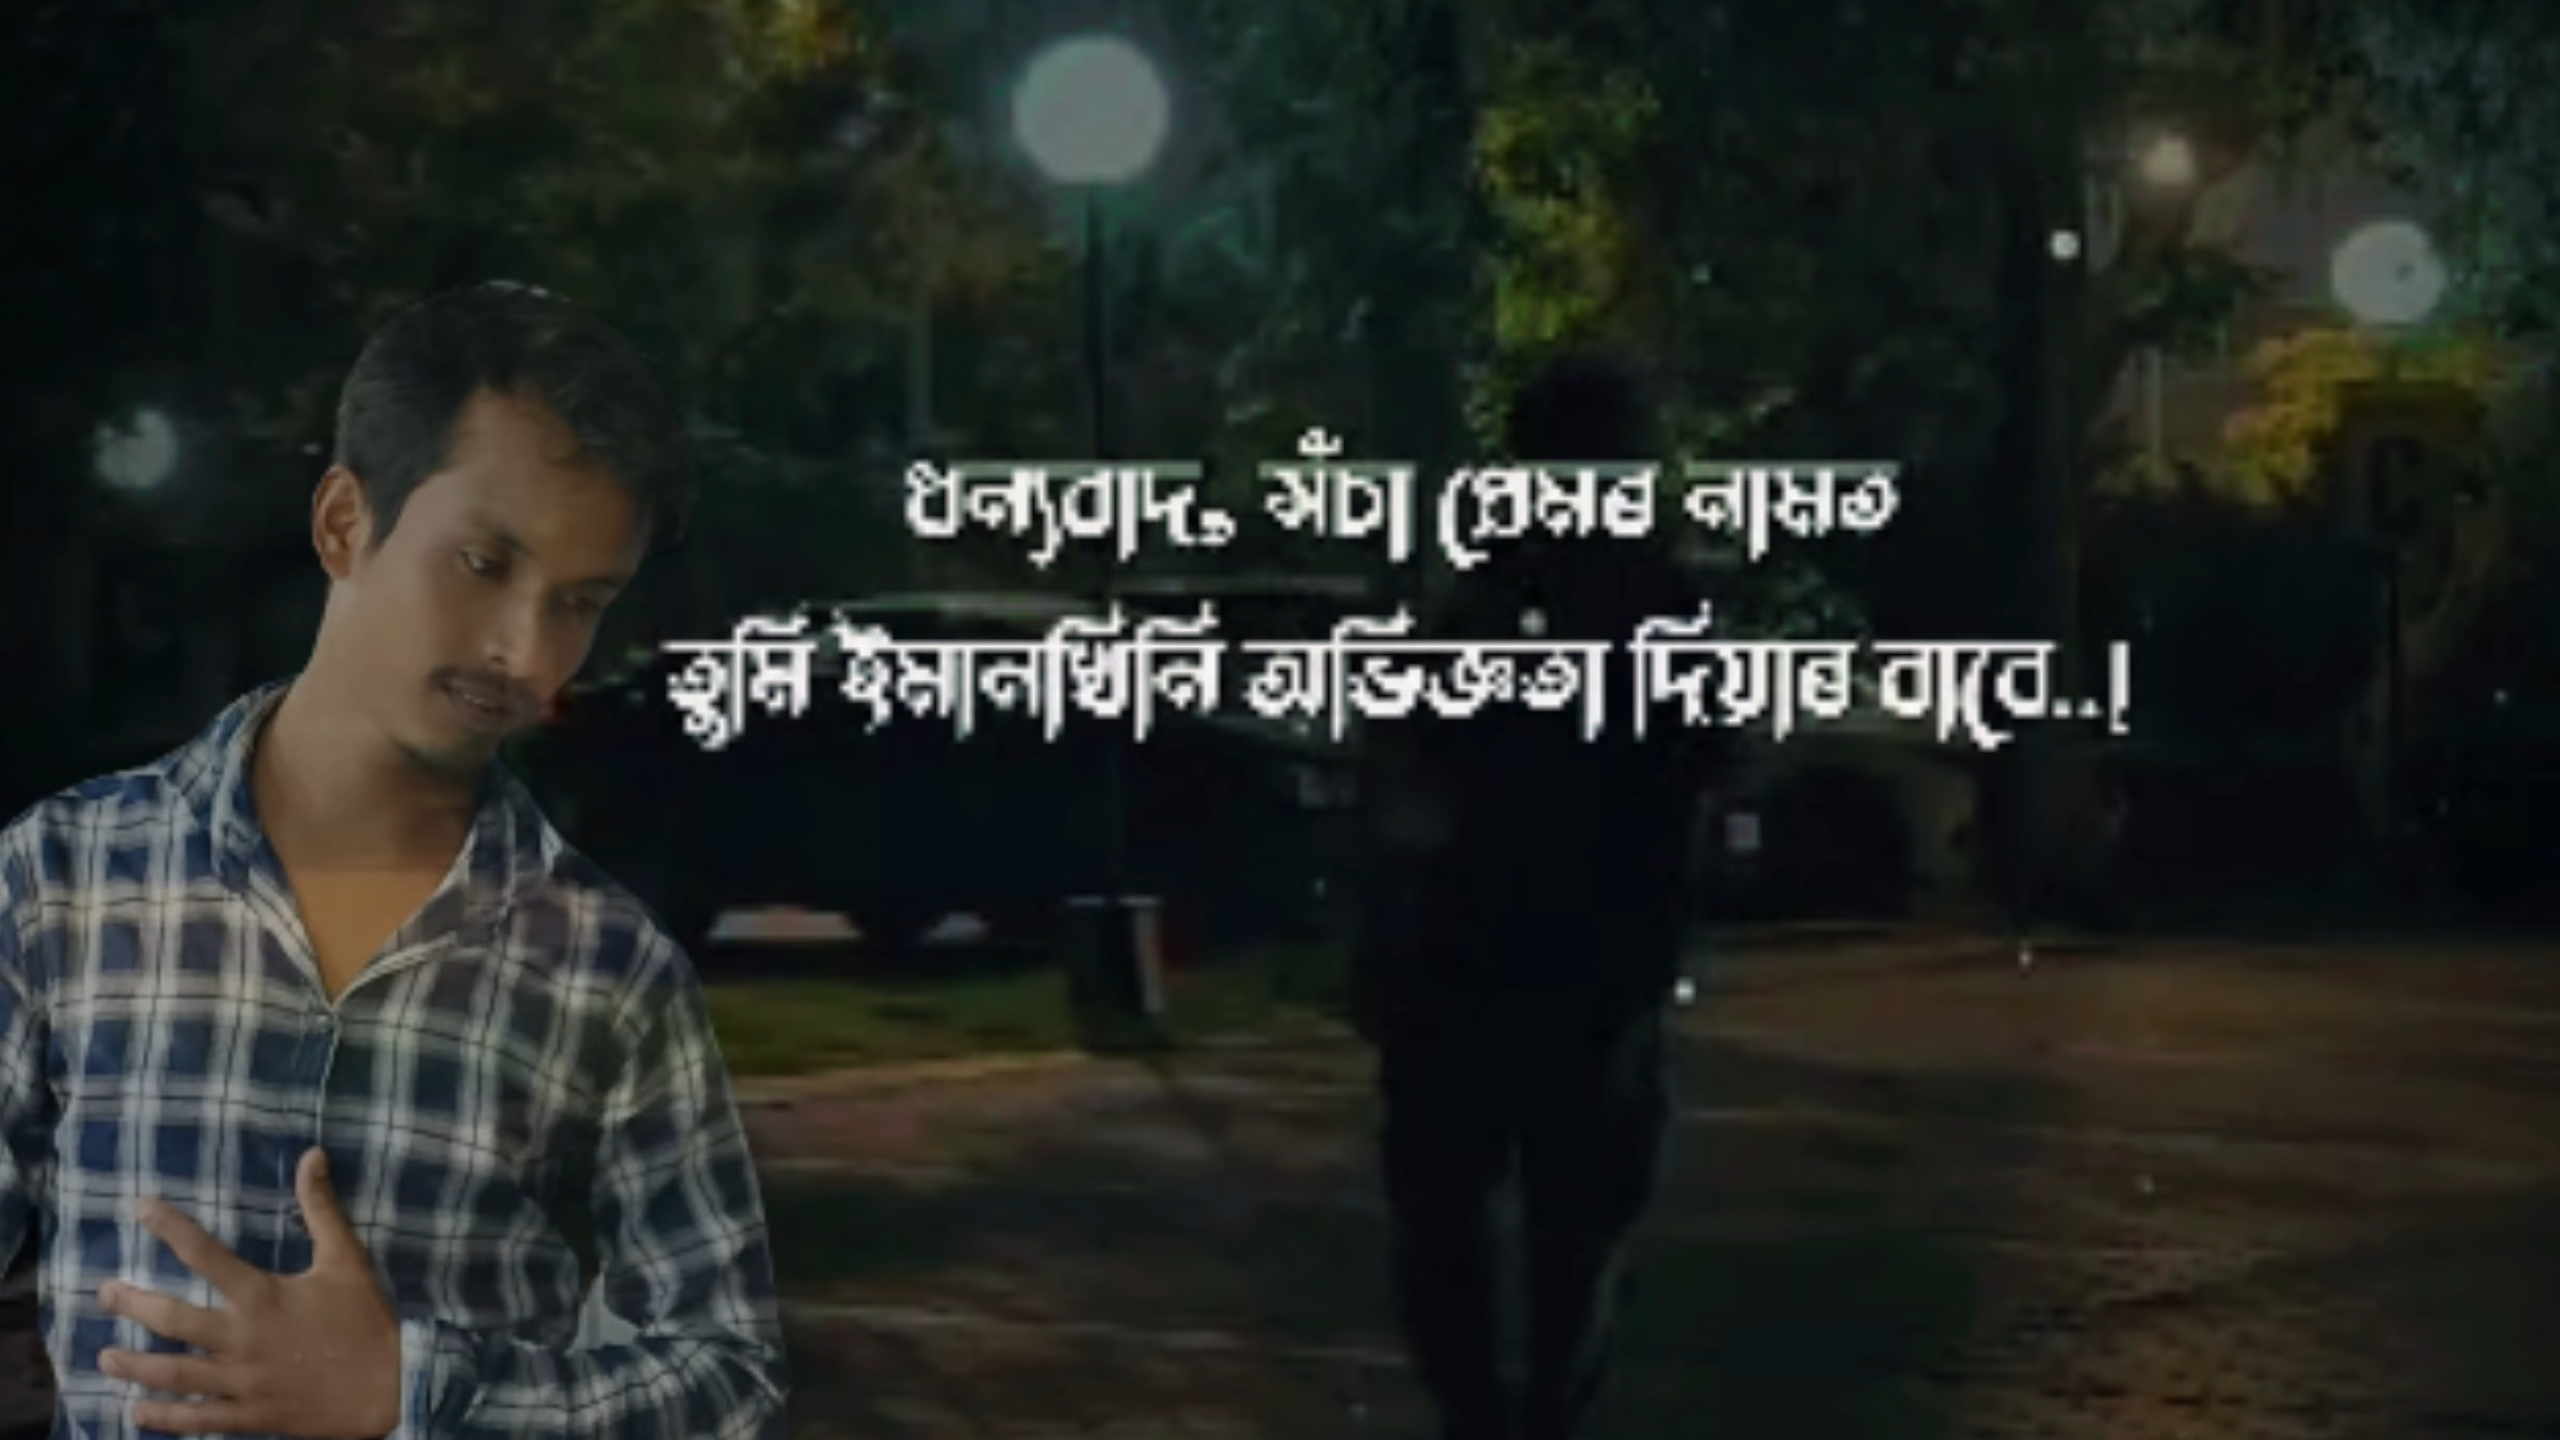 ধন্যবাদ, সঁচা প্ৰেমৰ নামত
তুমি ইমানখিনি অভিজ্ঞতা দিয়াৰ বাবে..!